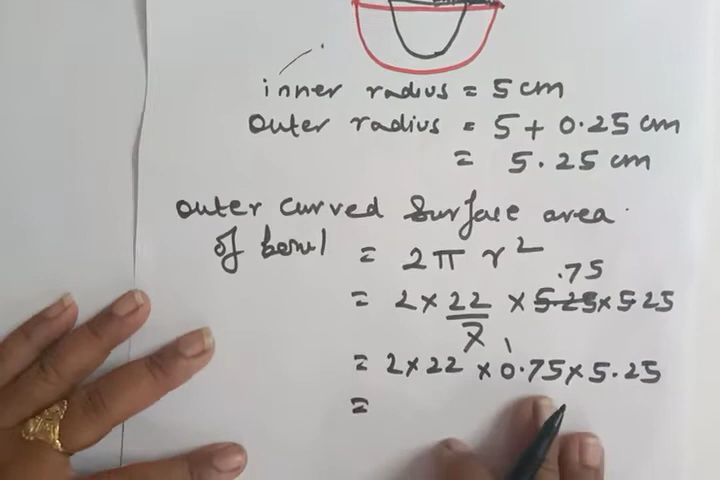 inner radius = 5 cm
outer radius = 5 + 0.25 cm
= 5.25 cm
outer curved surface area
of bowl = 2 π r²
.75
= 2 × 22/7 × 5.25 × 5.25
1
= 2 × 22 × 0.75 × 5.25
=